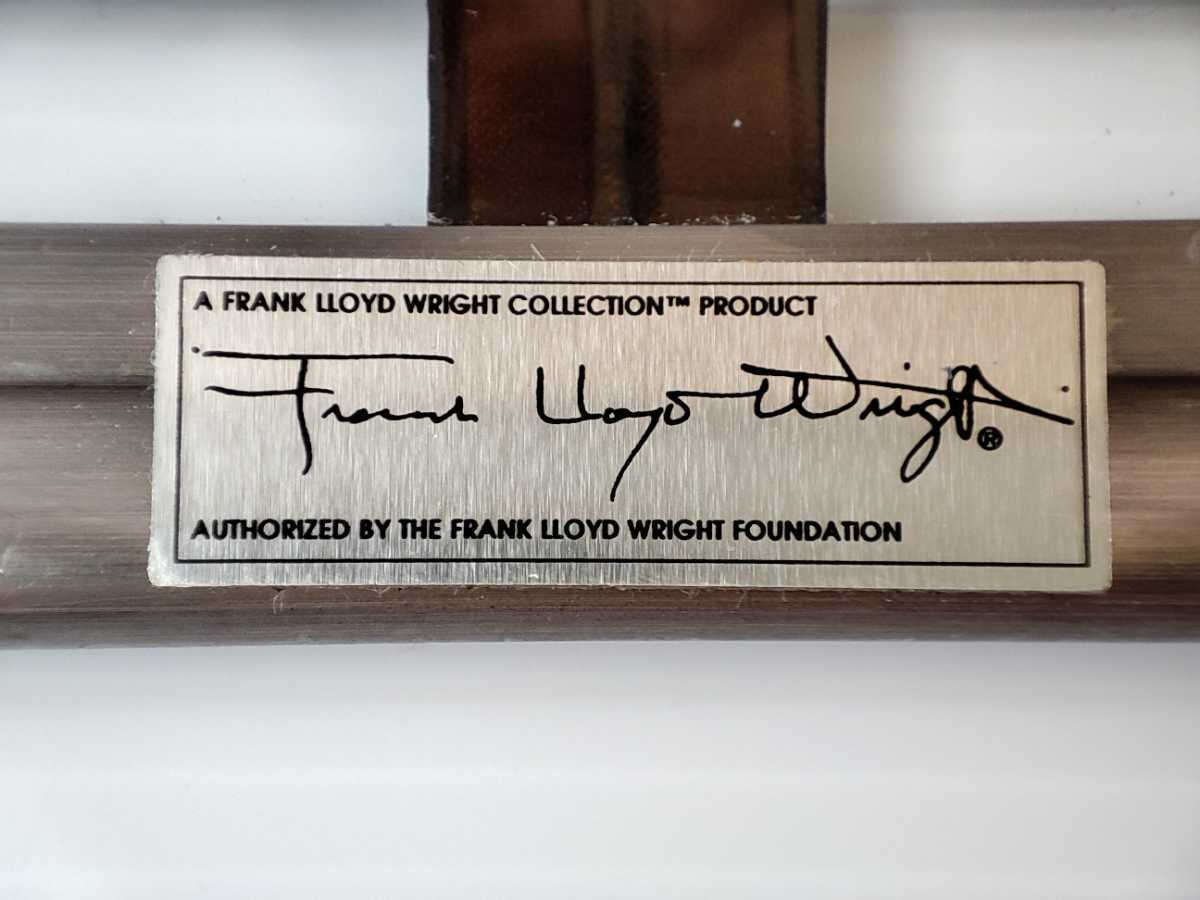 A FRANK LLOYD WRIGHT COLLECTION™ PRODUCT
Frank Lloyd Wright ®
AUTHORIZED BY THE FRANK LLOYD WRIGHT FOUNDATION